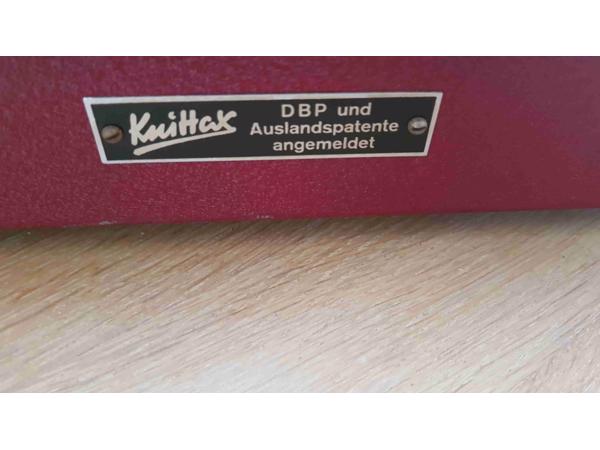 Knittax
DBP und
Auslandspatente
angemeldet